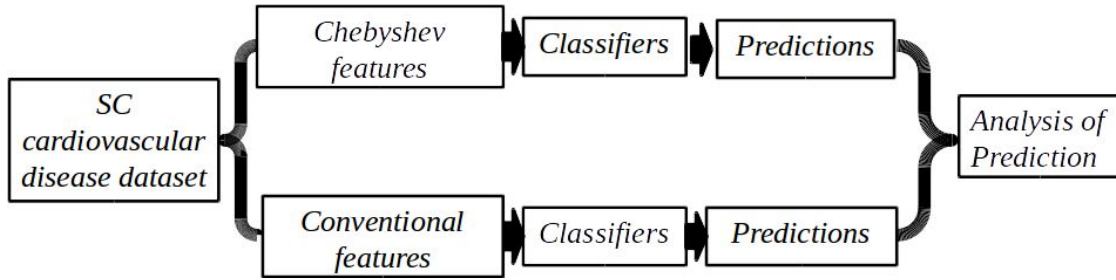 SC
cardiovascular
disease dataset
Chebyshev
features
Classifiers
Predictions
Conventional
features
Classifiers
Predictions
Analysis of
Prediction